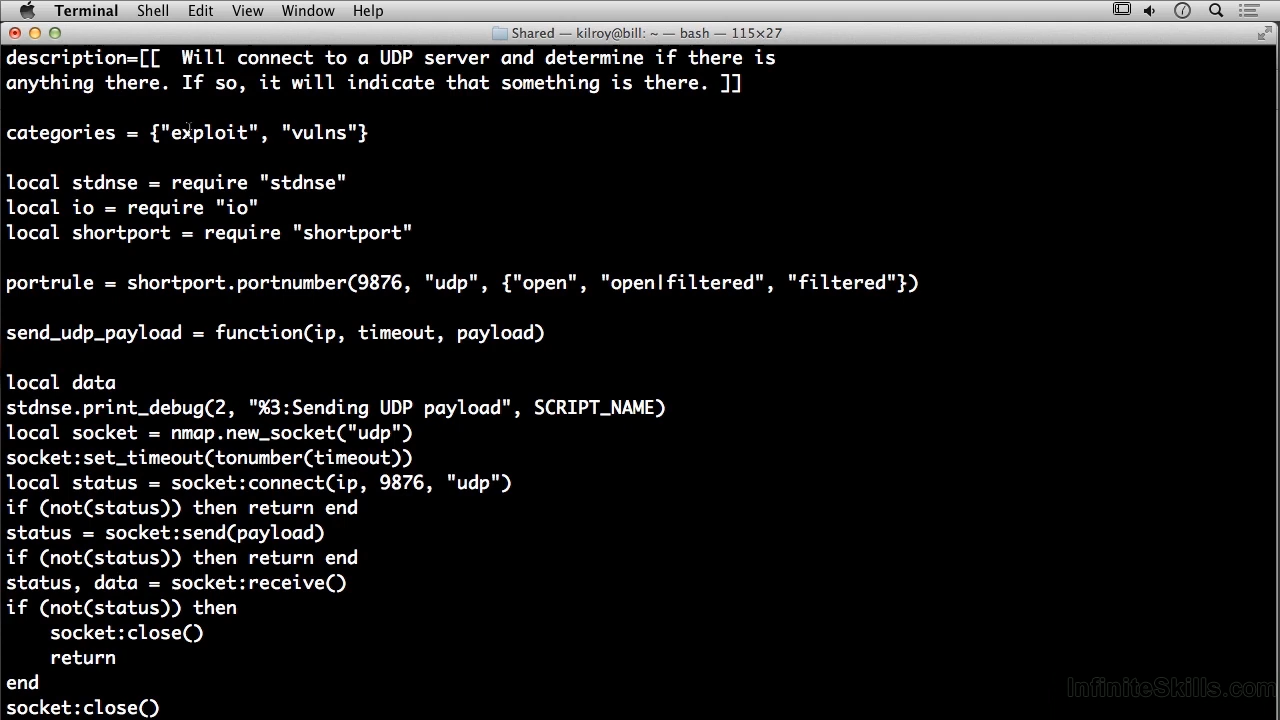 Terminal Shell Edit View Window Help
Shared — kilroy@bill: ~ — bash — 115×27
description=[[  Will connect to a UDP server and determine if there is
anything there. If so, it will indicate that something is there. ]]
categories = {"exploit", "vulns"}
local stdnse = require "stdnse"
local io = require "io"
local shortport = require "shortport"
portrule = shortport.portnumber(9876, "udp", {"open", "open|filtered", "filtered"})
send_udp_payload = function(ip, timeout, payload)
local data
stdnse.print_debug(2, "%3:Sending UDP payload", SCRIPT_NAME)
local socket = nmap.new_socket("udp")
socket:set_timeout(tonumber(timeout))
local status = socket:connect(ip, 9876, "udp")
if (not(status)) then return end
status = socket:send(payload)
if (not(status)) then return end
status, data = socket:receive()
if (not(status)) then
    socket:close()
    return
end
socket:close()
InfiniteSkills.com